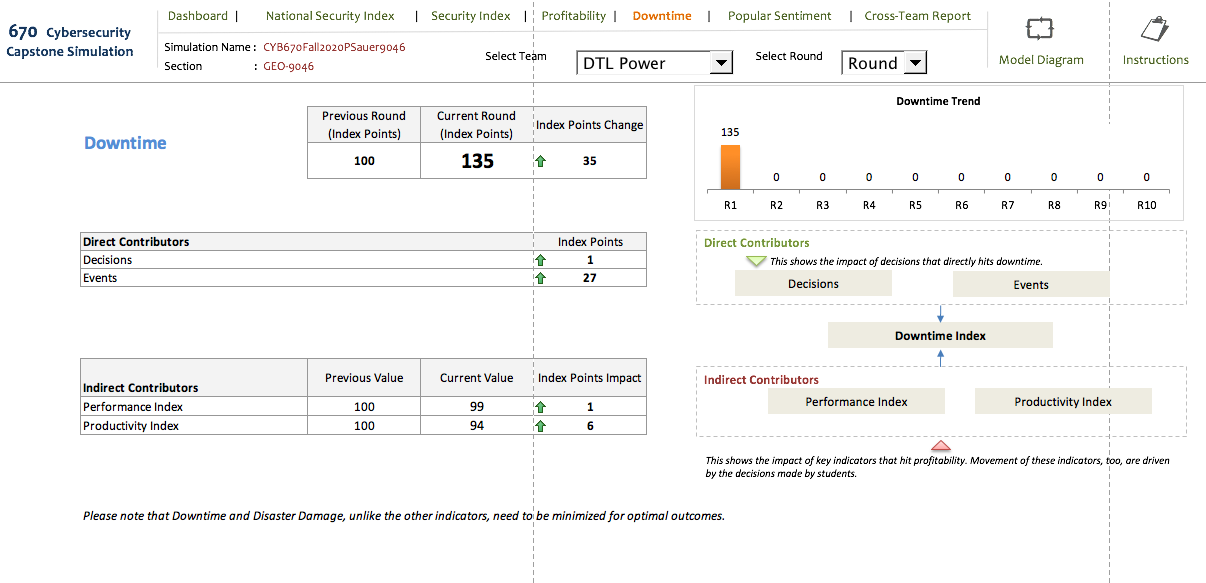 Dashboard | National Security Index | Security Index | Profitability | Downtime | Popular Sentiment | Cross-Team Report
670 Cybersecurity
Capstone Simulation
Simulation Name : CYB670Fall2020PSauer9046
Section : GEO-9046
Select Team DTL Power
Select Round Round
Model Diagram
Instructions
Downtime
Previous Round (Index Points) Current Round (Index Points) Index Points Change
100 135 35
Downtime Trend
135 0 0 0 0 0 0 0 0 0
R1 R2 R3 R4 R5 R6 R7 R8 R9 R10
Direct Contributors Index Points
Decisions 1
Events 27
Direct Contributors
This shows the impact of decisions that directly hits downtime.
Decisions Events
Downtime Index
Indirect Contributors Previous Value Current Value Index Points Impact
Performance Index 100 99 1
Productivity Index 100 94 6
Indirect Contributors
Performance Index Productivity Index
This shows the impact of key indicators that hit profitability. Movement of these indicators, too, are driven
by the decisions made by students.
Please note that Downtime and Disaster Damage, unlike the other indicators, need to be minimized for optimal outcomes.